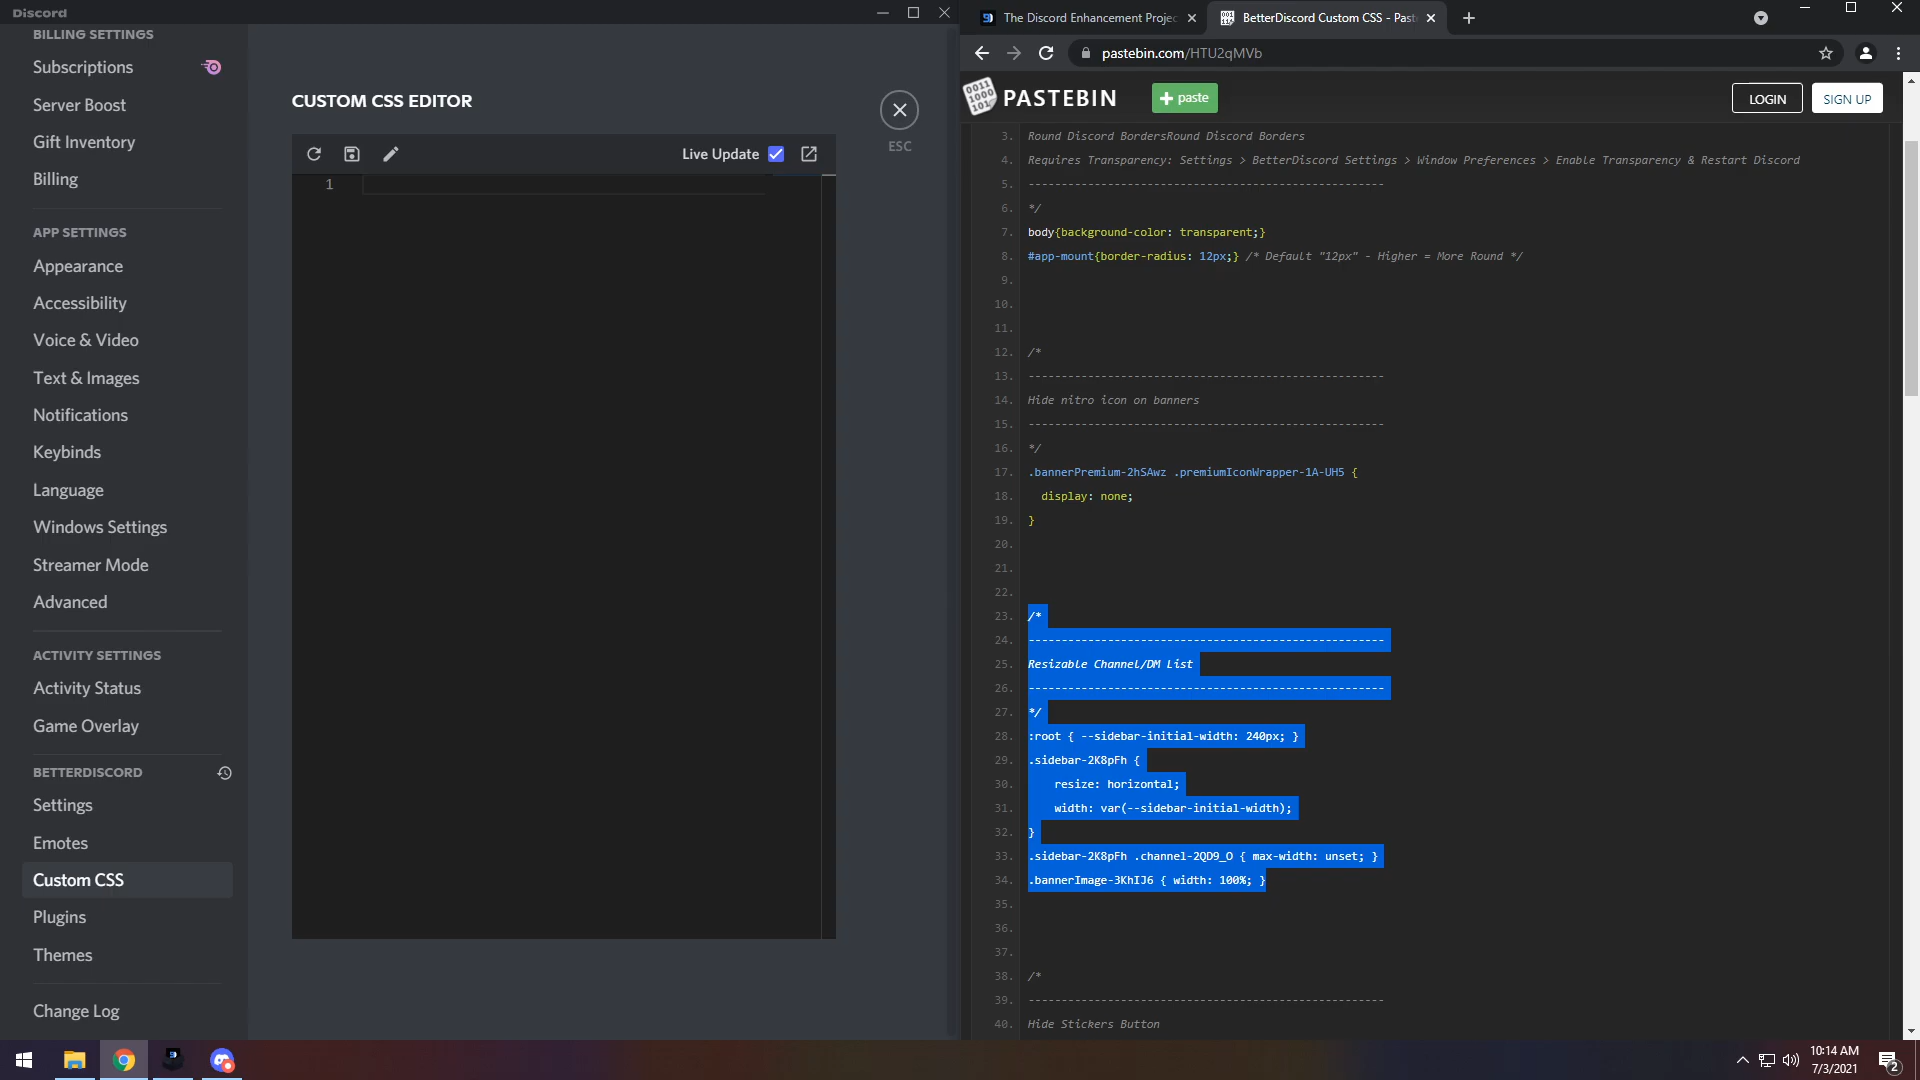 Discord
BILLING SETTINGS
Subscriptions
Server Boost
Gift Inventory
Billing
APP SETTINGS
Appearance
Accessibility
Voice & Video
Text & Images
Notifications
Keybinds
Language
Windows Settings
Streamer Mode
Advanced
ACTIVITY SETTINGS
Activity Status
Game Overlay
BETTERDISCORD
Settings
Emotes
Custom CSS
Plugins
Themes
Change Log
CUSTOM CSS EDITOR
ESC
Live Update
1
The Discord Enhancement Projec
BetterDiscord Custom CSS - Past
pastebin.com/HTU2qMVb
PASTEBIN
+ paste
LOGIN
SIGN UP
3. Round Discord BordersRound Discord Borders
4. Requires Transparency: Settings > BetterDiscord Settings > Window Preferences > Enable Transparency & Restart Discord
5. ------------------------------------------------------
6. */
7. body{background-color: transparent;}
8. #app-mount{border-radius: 12px;} /* Default "12px" - Higher = More Round */
9.
10.
11.
12. /*
13. ------------------------------------------------------
14. Hide nitro icon on banners
15. ------------------------------------------------------
16. */
17. .bannerPremium-2hSAwz .premiumIconWrapper-1A-UH5 {
18. display: none;
19. }
20.
21.
22.
23. /*
24. ------------------------------------------------------
25. Resizable Channel/DM List
26. ------------------------------------------------------
27. */
28. :root { --sidebar-initial-width: 240px; }
29. .sidebar-2K8pFh {
30. resize: horizontal;
31. width: var(--sidebar-initial-width);
32. }
33. .sidebar-2K8pFh .channel-2QD9_O { max-width: unset; }
34. .bannerImage-3KhIJ6 { width: 100%; }
35.
36.
37.
38. /*
39. ------------------------------------------------------
40. Hide Stickers Button
10:14 AM
7/3/2021
2